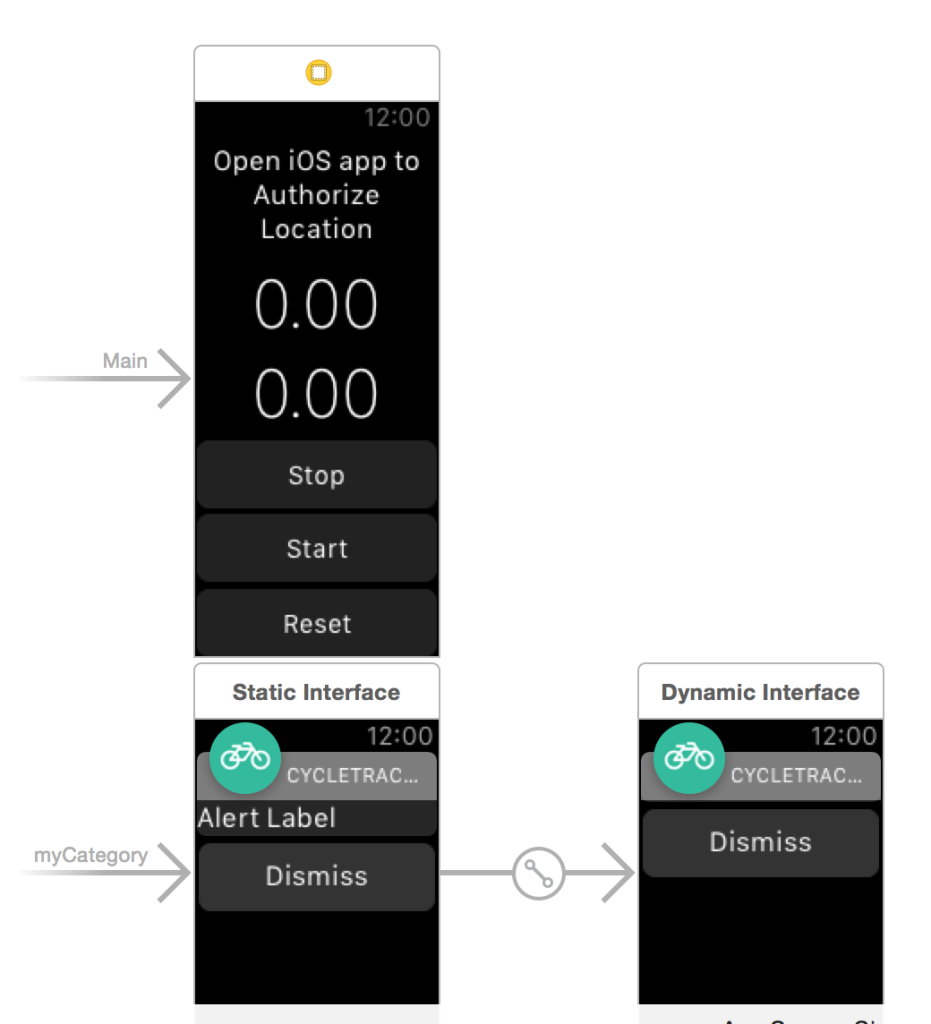 12:00
Open iOS app to
Authorize
Location
0.00
Main
0.00
Stop
Start
Reset
Static Interface
Dynamic Interface
12:00
12:00
CYCLETRAC...
CYCLETRAC...
Alert Label
Dismiss
myCategory
Dismiss